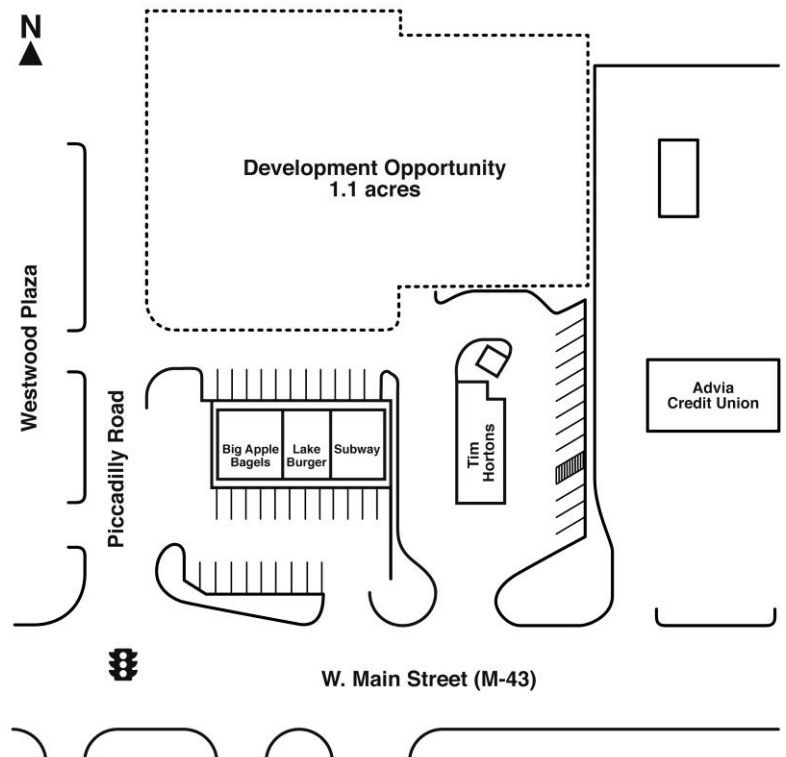 N
Development Opportunity
1.1 acres
Westwood Plaza
Piccadilly Road
Big Apple
Bagels
Lake
Burger
Subway
Tim
Hortons
Advia
Credit Union
W. Main Street (M-43)